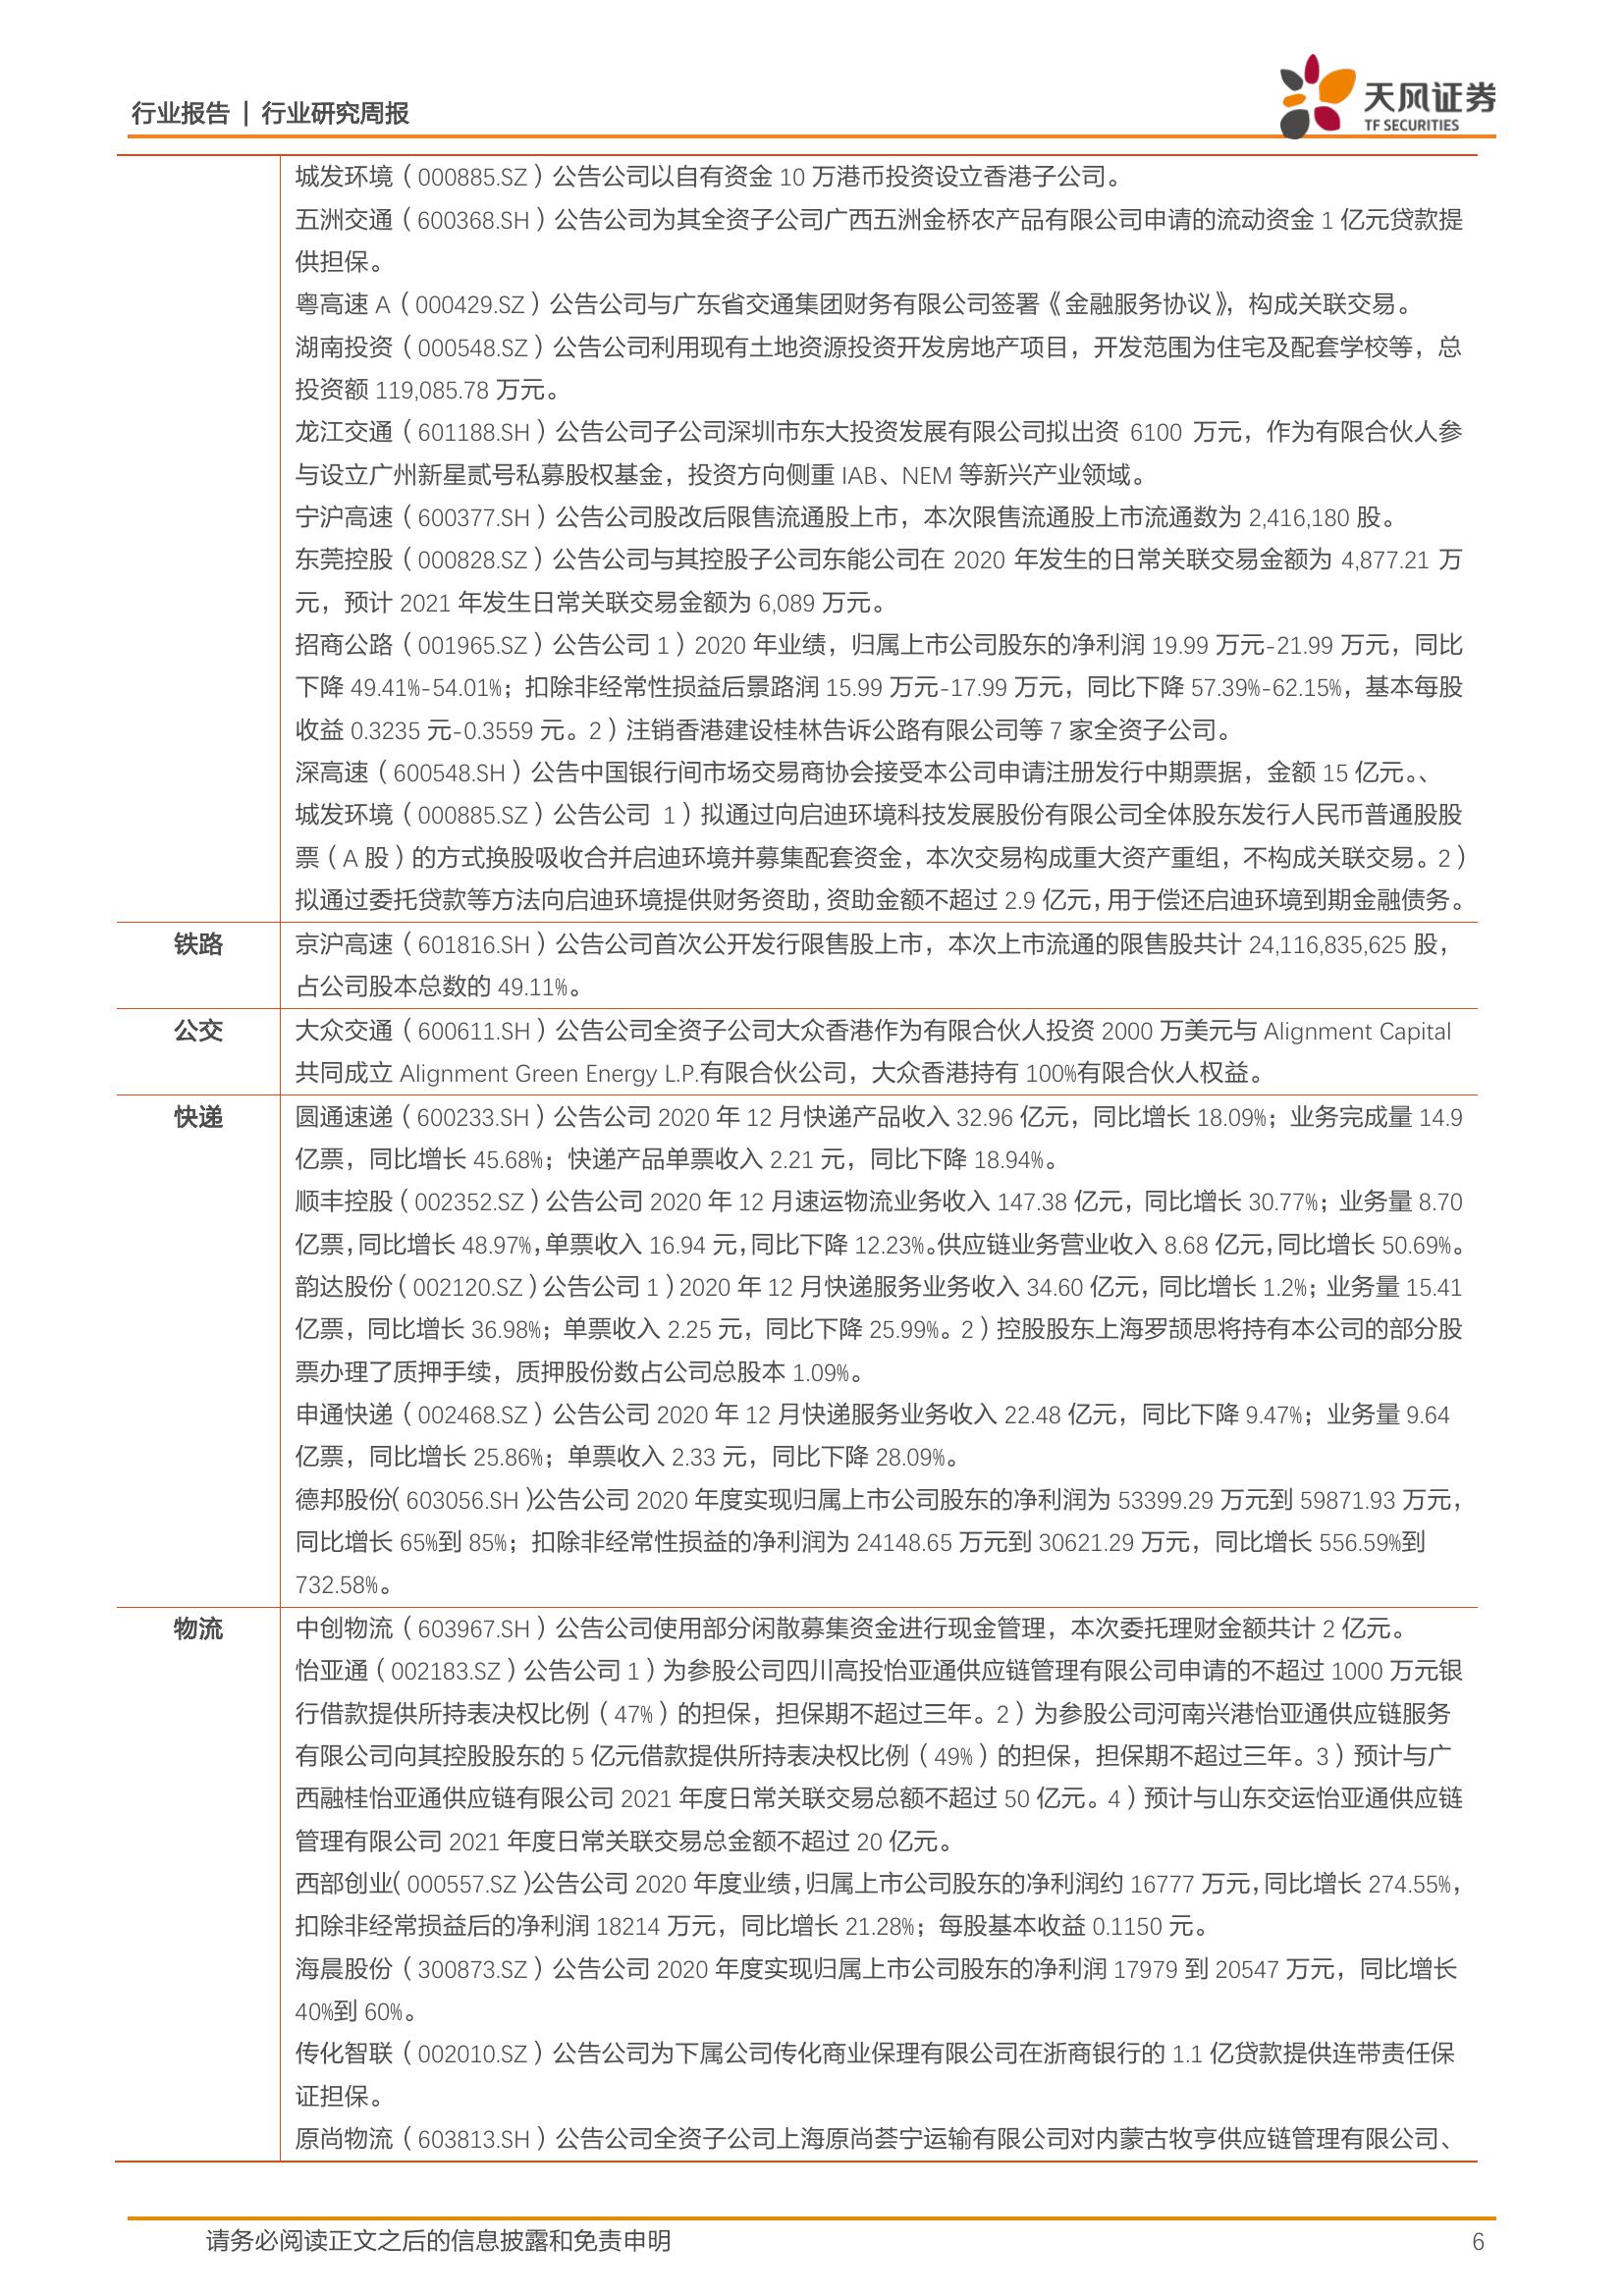 行业报告 | 行业研究周报
天风证券
TF SECURITIES
城发环境（000885.SZ）公告公司以自有资金 10 万港币投资设立香港子公司。
五洲交通（600368.SH）公告公司为其全资子公司广西五洲金桥农产品有限公司申请的流动资金 1 亿元贷款提
供担保。
粤高速 A（000429.SZ）公告公司与广东省交通集团财务有限公司签署《金融服务协议》，构成关联交易。
湖南投资（000548.SZ）公告公司利用现有土地资源投资开发房地产项目，开发范围为住宅及配套学校等，总
投资额 119,085.78 万元。
龙江交通（601188.SH）公告公司子公司深圳市东大投资发展有限公司拟出资 6100 万元，作为有限合伙人参
与设立广州新星贰号私募股权基金，投资方向侧重 IAB、NEM 等新兴产业领域。
宁沪高速（600377.SH）公告公司股改后限售流通股上市，本次限售流通股上市流通数为 2,416,180 股。
东莞控股（000828.SZ）公告公司与其控股子公司东能公司在 2020 年发生的日常关联交易金额为 4,877.21 万
元，预计 2021 年发生日常关联交易金额为 6,089 万元。
招商公路（001965.SZ）公告公司 1）2020 年业绩，归属上市公司股东的净利润 19.99 万元-21.99 万元，同比
下降 49.41%-54.01%；扣除非经常性损益后景路润 15.99 万元-17.99 万元，同比下降 57.39%-62.15%，基本每股
收益 0.3235 元-0.3559 元。2）注销香港建设桂林告诉公路有限公司等 7 家全资子公司。
深高速（600548.SH）公告中国银行间市场交易商协会接受本公司申请注册发行中期票据，金额 15 亿元。、
城发环境（000885.SZ）公告公司 1）拟通过向启迪环境科技发展股份有限公司全体股东发行人民币普通股股
票（A 股）的方式换股吸收合并启迪环境并募集配套资金，本次交易构成重大资产重组，不构成关联交易。2）
拟通过委托贷款等方法向启迪环境提供财务资助，资助金额不超过 2.9 亿元，用于偿还启迪环境到期金融债务。
铁路 京沪高速（601816.SH）公告公司首次公开发行限售股上市，本次上市流通的限售股共计 24,116,835,625 股，
占公司股本总数的 49.11%。
公交 大众交通（600611.SH）公告公司全资子公司大众香港作为有限合伙人投资 2000 万美元与 Alignment Capital
共同成立 Alignment Green Energy L.P.有限合伙公司，大众香港持有 100%有限合伙人权益。
快递 圆通速递（600233.SH）公告公司 2020 年 12 月快递产品收入 32.96 亿元，同比增长 18.09%；业务完成量 14.9
亿票，同比增长 45.68%；快递产品单票收入 2.21 元，同比下降 18.94%。
顺丰控股（002352.SZ）公告公司 2020 年 12 月速运物流业务收入 147.38 亿元，同比增长 30.77%；业务量 8.70
亿票，同比增长 48.97%，单票收入 16.94 元，同比下降 12.23%。供应链业务营业收入 8.68 亿元，同比增长 50.69%。
韵达股份（002120.SZ）公告公司 1）2020 年 12 月快递服务业务收入 34.60 亿元，同比增长 1.2%；业务量 15.41
亿票，同比增长 36.98%；单票收入 2.25 元，同比下降 25.99%。2）控股股东上海罗颉思将持有本公司的部分股
票办理了质押手续，质押股份数占公司总股本 1.09%。
申通快递（002468.SZ）公告公司 2020 年 12 月快递服务业务收入 22.48 亿元，同比下降 9.47%；业务量 9.64
亿票，同比增长 25.86%；单票收入 2.33 元，同比下降 28.09%。
德邦股份（603056.SH）公告公司 2020 年度实现归属上市公司股东的净利润为 53399.29 万元到 59871.93 万元，
同比增长 65%到 85%；扣除非经常性损益的净利润为 24148.65 万元到 30621.29 万元，同比增长 556.59%到
732.58%。
物流 中创物流（603967.SH）公告公司使用部分闲散募集资金进行现金管理，本次委托理财金额共计 2 亿元。
怡亚通（002183.SZ）公告公司 1）为参股公司四川高投怡亚通供应链管理有限公司申请的不超过 1000 万元银
行借款提供所持表决权比例（47%）的担保，担保期不超过三年。2）为参股公司河南兴港怡亚通供应链服务
有限公司向其控股股东的 5 亿元借款提供所持表决权比例（49%）的担保，担保期不超过三年。3）预计与广
西融桂怡亚通供应链有限公司 2021 年度日常关联交易总额不超过 50 亿元。4）预计与山东交运怡亚通供应链
管理有限公司 2021 年度日常关联交易总金额不超过 20 亿元。
西部创业（000557.SZ）公告公司 2020 年度业绩，归属上市公司股东的净利润约 16777 万元，同比增长 274.55%，
扣除非经常损益后的净利润 18214 万元，同比增长 21.28%；每股基本收益 0.1150 元。
海晨股份（300873.SZ）公告公司 2020 年度实现归属上市公司股东的净利润 17979 到 20547 万元，同比增长
40%到 60%。
传化智联（002010.SZ）公告公司为下属公司传化商业保理有限公司在浙商银行的 1.1 亿贷款提供连带责任保
证担保。
原尚物流（603813.SH）公告公司全资子公司上海原尚荟宁运输有限公司对内蒙古牧亨供应链管理有限公司、
请务必阅读正文之后的信息披露和免责申明 6